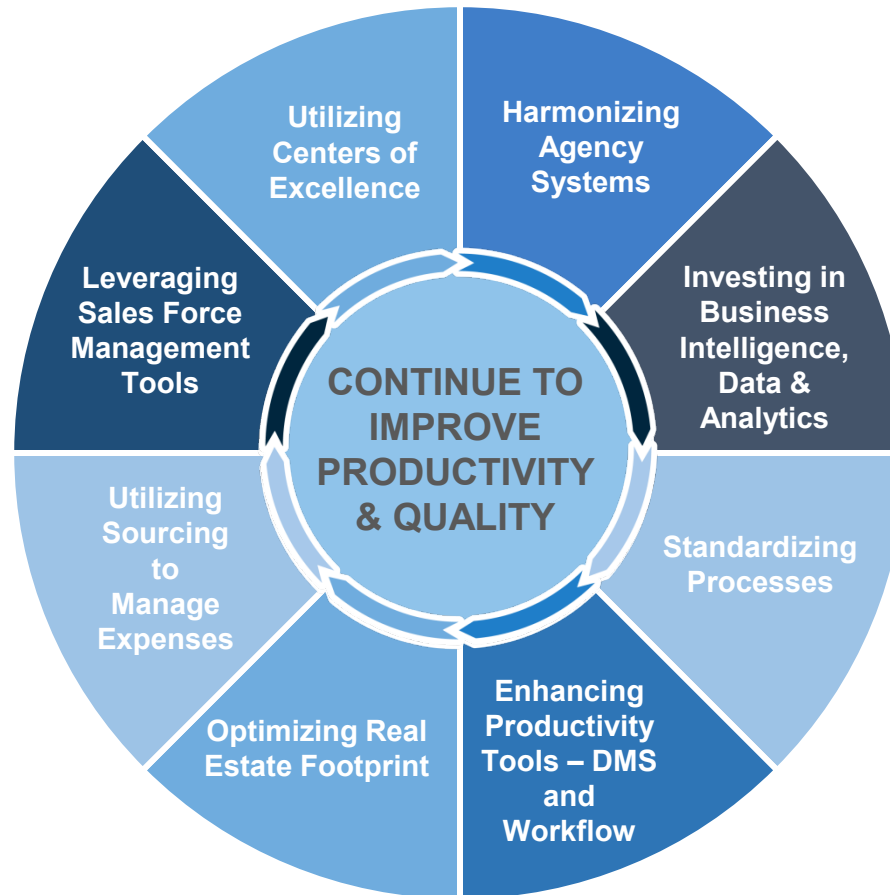 Utilizing
Centers of
Excellence
Harmonizing
Agency
Systems
Investing in
Business
Intelligence,
Data &
Analytics
Standardizing
Processes
Enhancing
Productivity
Tools – DMS
and
Workflow
Optimizing Real
Estate Footprint
Utilizing
Sourcing
to
Manage
Expenses
Leveraging
Sales Force
Management
Tools
CONTINUE TO
IMPROVE
PRODUCTIVITY
& QUALITY